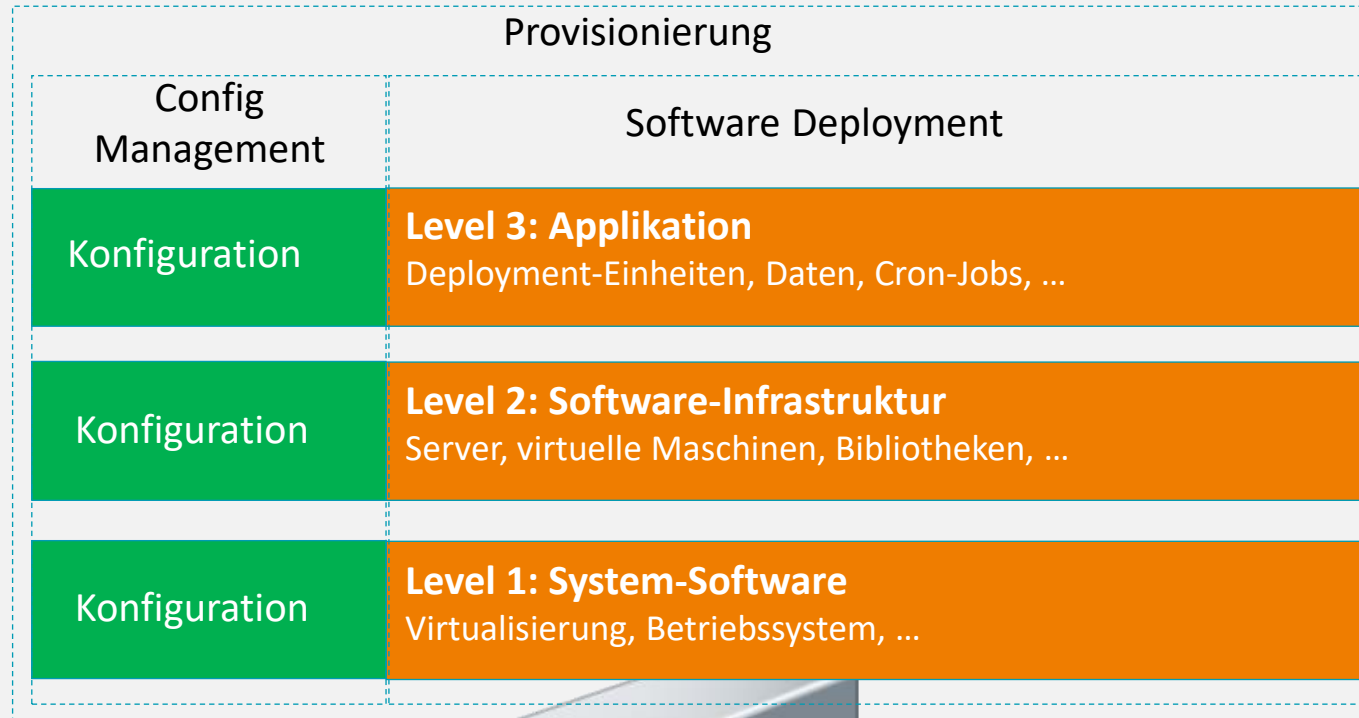 Provisionierung
Config
Management
Software Deployment
Konfiguration
Level 3: Applikation
Deployment-Einheiten, Daten, Cron-Jobs, …
Konfiguration
Level 2: Software-Infrastruktur
Server, virtuelle Maschinen, Bibliotheken, …
Konfiguration
Level 1: System-Software
Virtualisierung, Betriebssystem, …